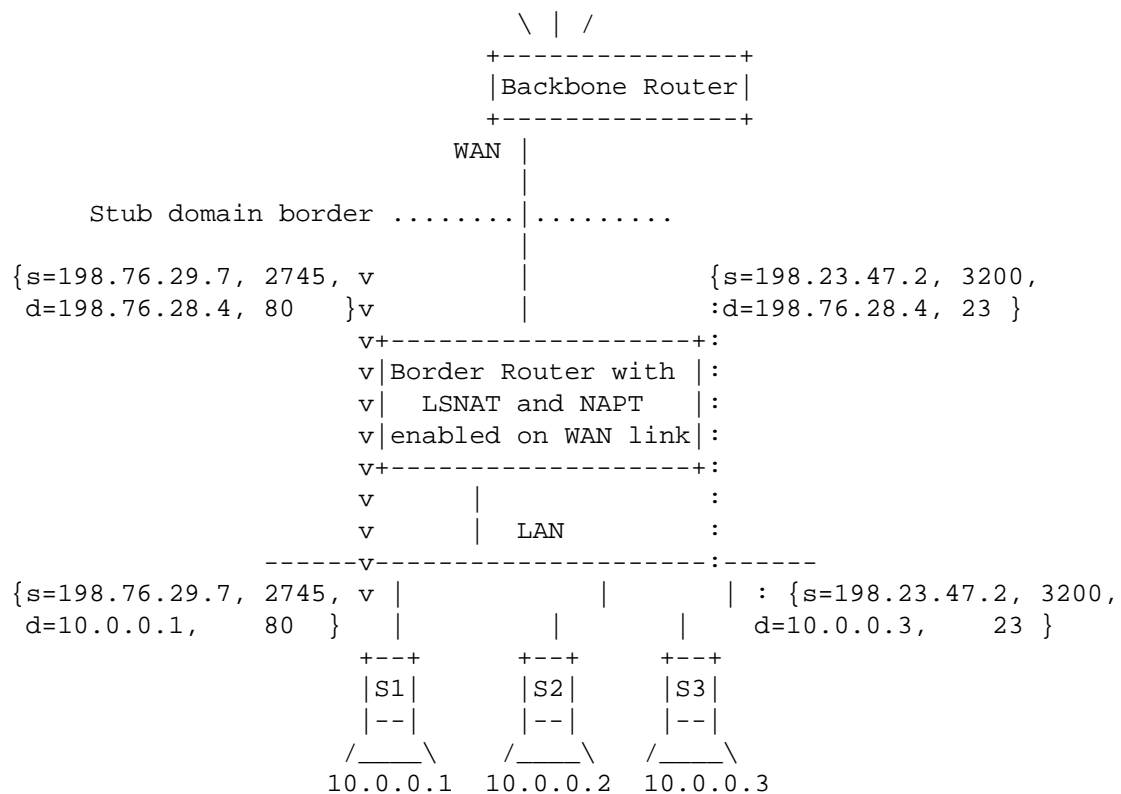 \ | /
                                 +---------------+
                                 |Backbone Router|
                                 +---------------+
                               WAN |
                                   |
      Stub domain border ........|.........
                                   |
{s=198.76.29.7, 2745, v            |            {s=198.23.47.2, 3200,
 d=198.76.28.4, 80   }v            |            :d=198.76.28.4, 23 }
                       v+-------------------+:
                       v|Border Router with |:
                       v|  LSNAT and NAPT   |:
                       v|enabled on WAN link|:
                       v+-------------------+:
                       v      |              :
                       v      |  LAN         :
                 ------v---------------------:------
{s=198.76.29.7, 2745, v |            |       | : {s=198.23.47.2, 3200,
 d=10.0.0.1,    80  }   |         |       |    d=10.0.0.3,     23 }
                       +--+      +--+     +--+
                       |S1|      |S2|     |S3|
                       |--|      |--|     |--|
                      /____\    /____\   /____\
                     10.0.0.1  10.0.0.2  10.0.0.3